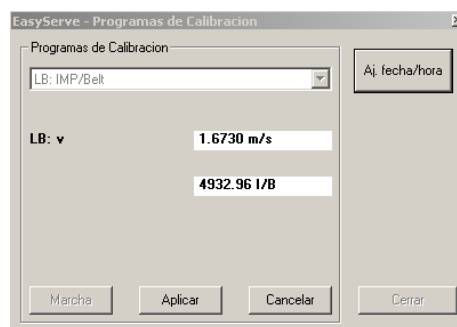 EasyServe - Programas de Calibracion
Programas de Calibracion
LB: IMP/Belt
Aj. fecha/hora
LB: v
1.6730 m/s
4932.96 I/B
Marcha
Aplicar
Cancelar
Cerrar